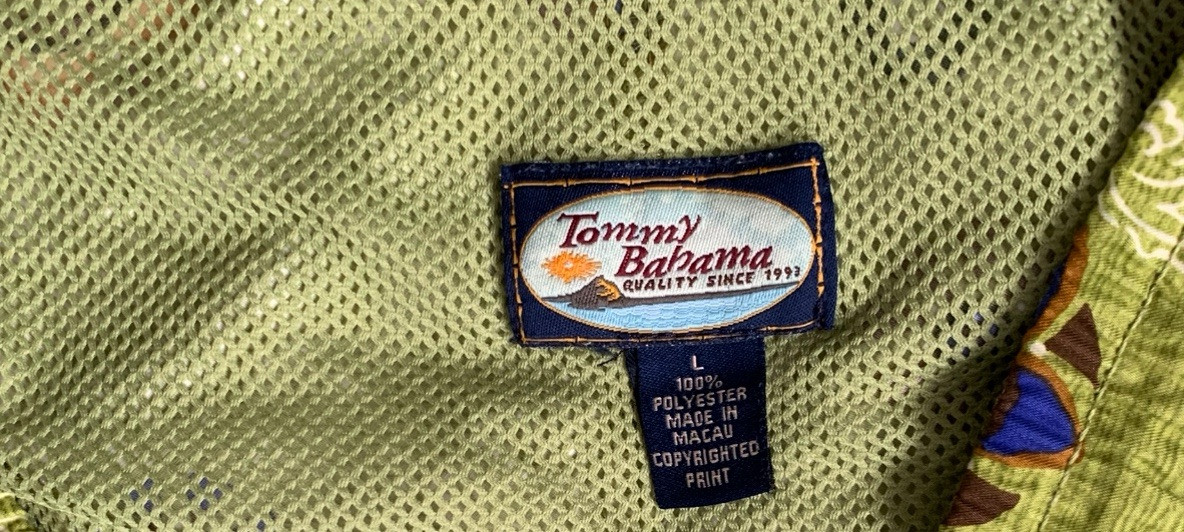 Tommy
Bahama
QUALITY SINCE 1993
L
100%
POLYESTER
MADE IN
MACAU
COPYRIGHTED
PRINT